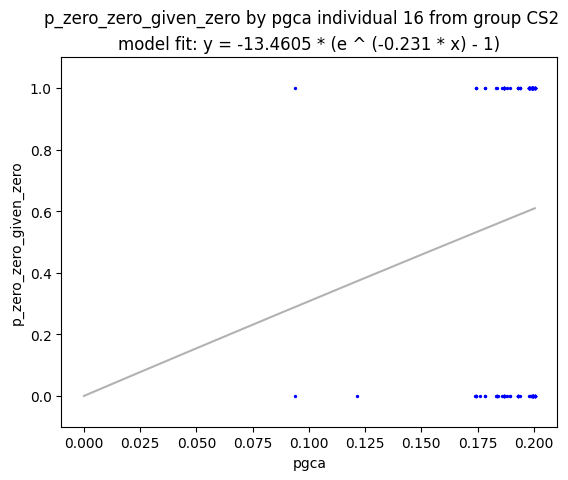 p_zero_zero_given_zero by pgca individual 16 from group CS2
model fit: y = -13.4605 * (e ^ (-0.231 * x) - 1)
1.0
0.8
0.6
0.4
0.2
0.0
p_zero_zero_given_zero
0.000 0.025 0.050 0.075 0.100 0.125 0.150 0.175 0.200
pgca